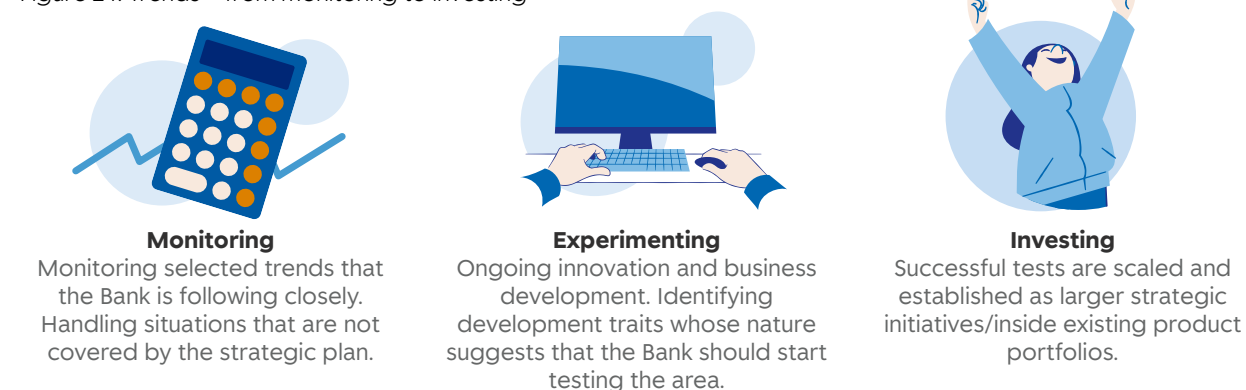 Monitoring
Monitoring selected trends that
the Bank is following closely.
Handling situations that are not
covered by the strategic plan.
Experimenting
Ongoing innovation and business
development. Identifying
development traits whose nature
suggests that the Bank should start
testing the area.
Investing
Successful tests are scaled and
established as larger strategic
initiatives/inside existing product
portfolios.